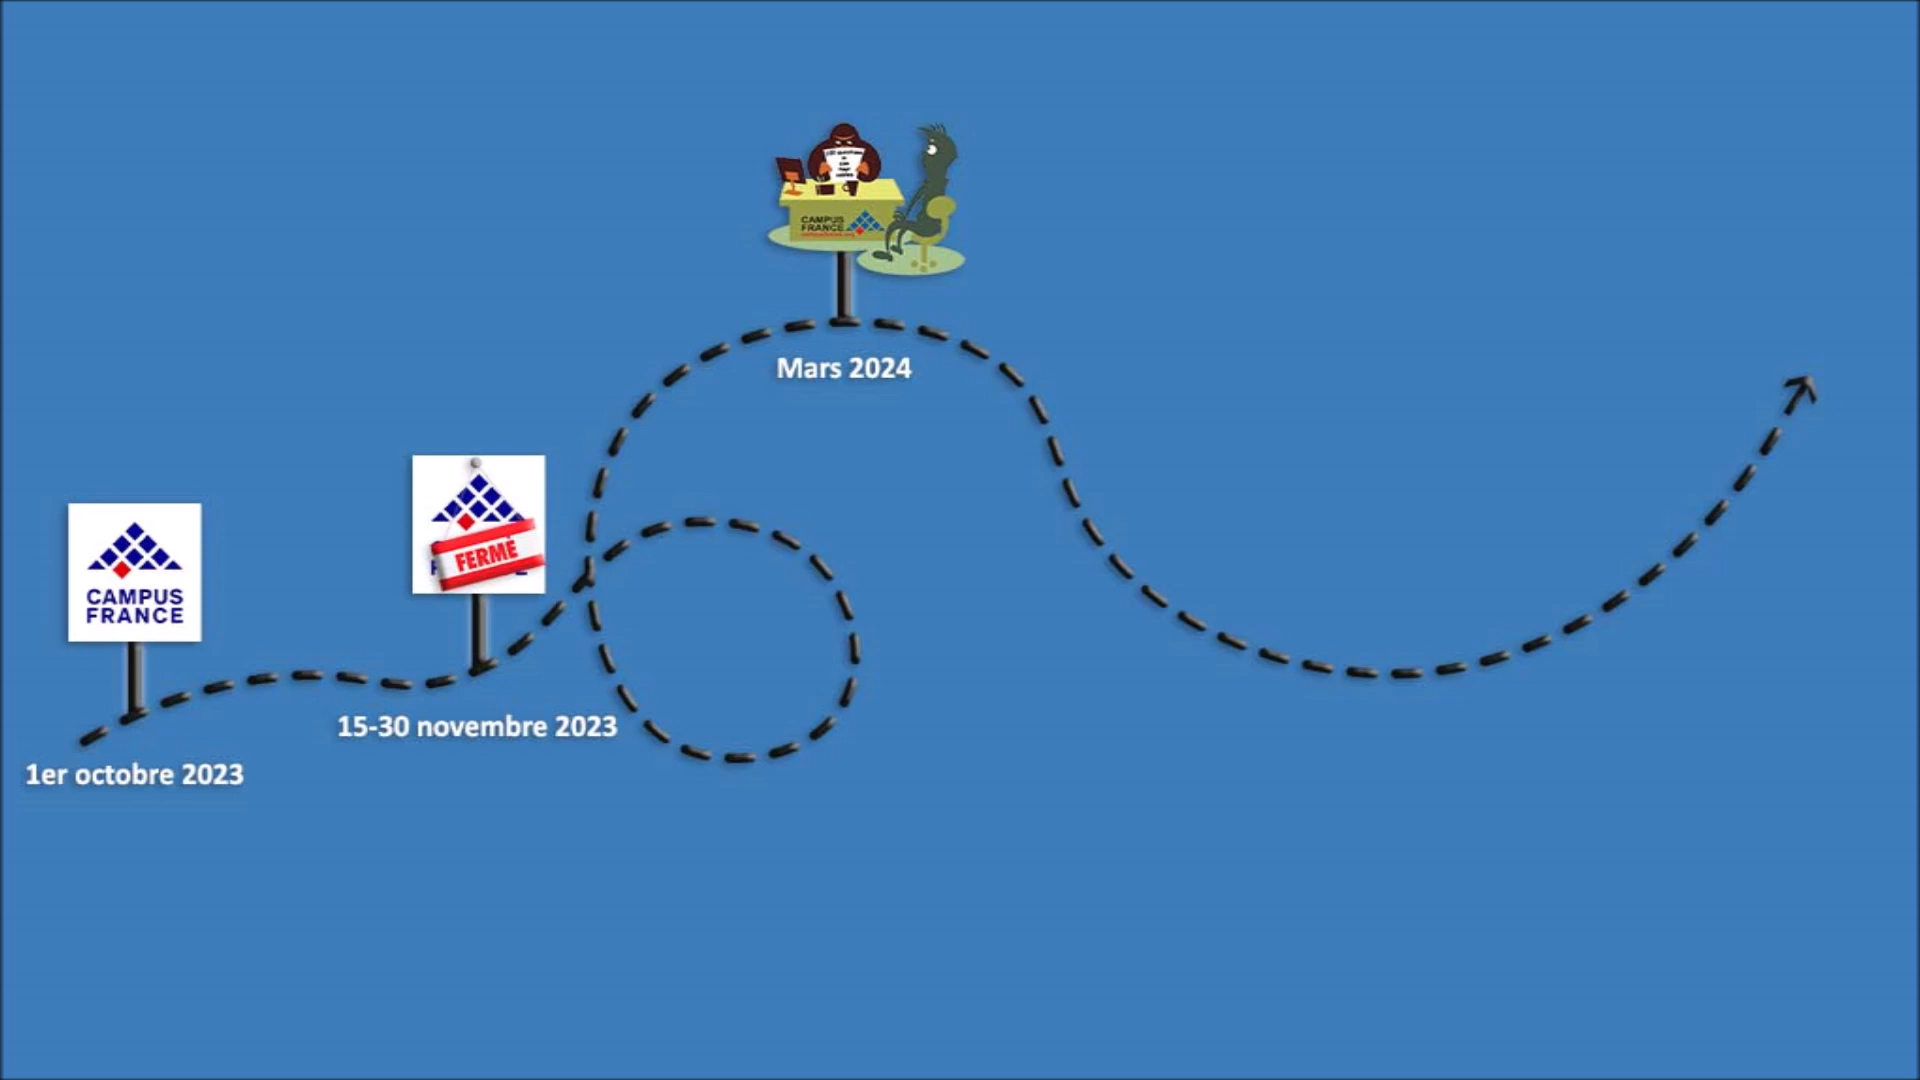 CAMPUS
FRANCE
Mars 2024
FERMÉ
CAMPUS
FRANCE
15-30 novembre 2023
1er octobre 2023